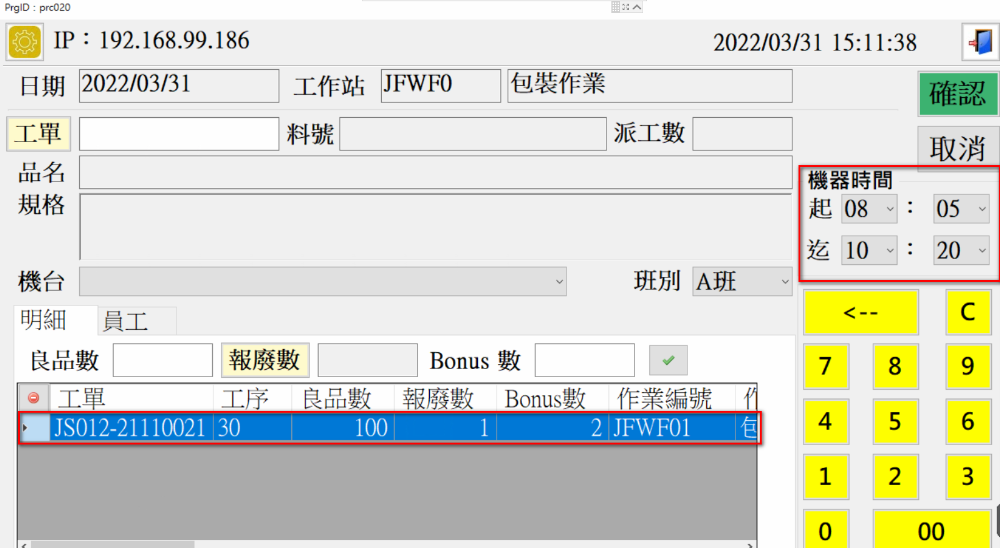 PrgID：prc020
IP：192.168.99.186
2022/03/31 15:11:38
日期 2022/03/31 工作站 JFWF0 包裝作業
確認
工單 料號 派工數
取消
品名
規格
機器時間
起 08 : 05
迄 10 : 20
機台 班別 A班
明細 員工
<-- C
良品數 報廢數 Bonus 數
7 8 9
工單 工序 良品數 報廢數 Bonus數 作業編號 作
JS012-21110021 30 100 1 2 JFWF01 包
4 5 6
1 2 3
0 00